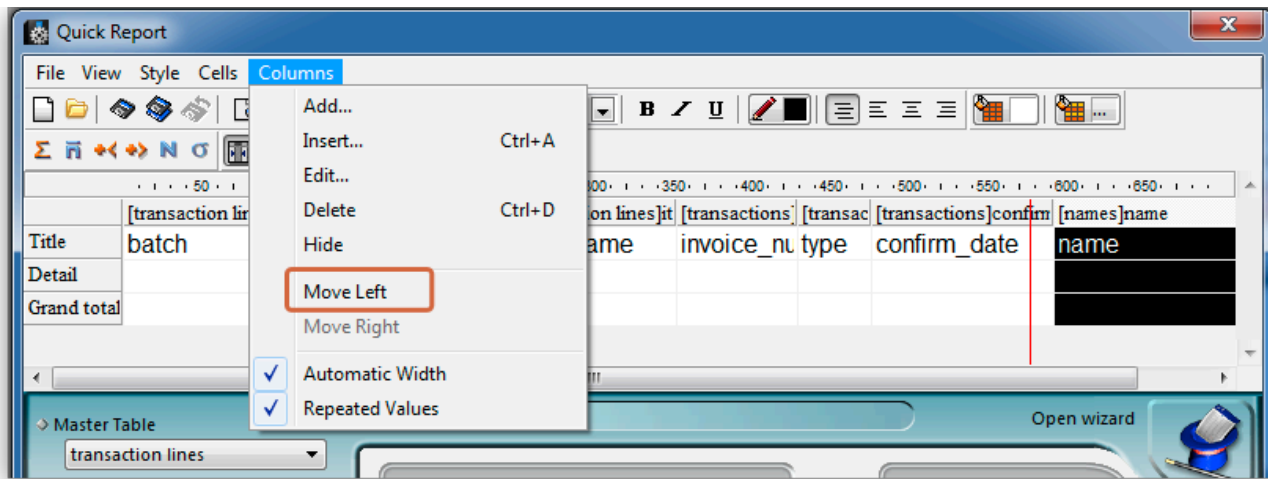 Quick Report
File View Style Cells Columns
Add...
Insert... Ctrl+A
Edit...
Delete Ctrl+D
Hide
Move Left
Move Right
Automatic Width
Repeated Values
B I U
Σ N σ
50 350 400 450 500 550 600 650
[transaction lin on lines]it [transactions] [transac [transactions]confirm [names]name
Title batch ame invoice_nu type confirm_date name
Detail
Grand total
Master Table Open wizard
transaction lines